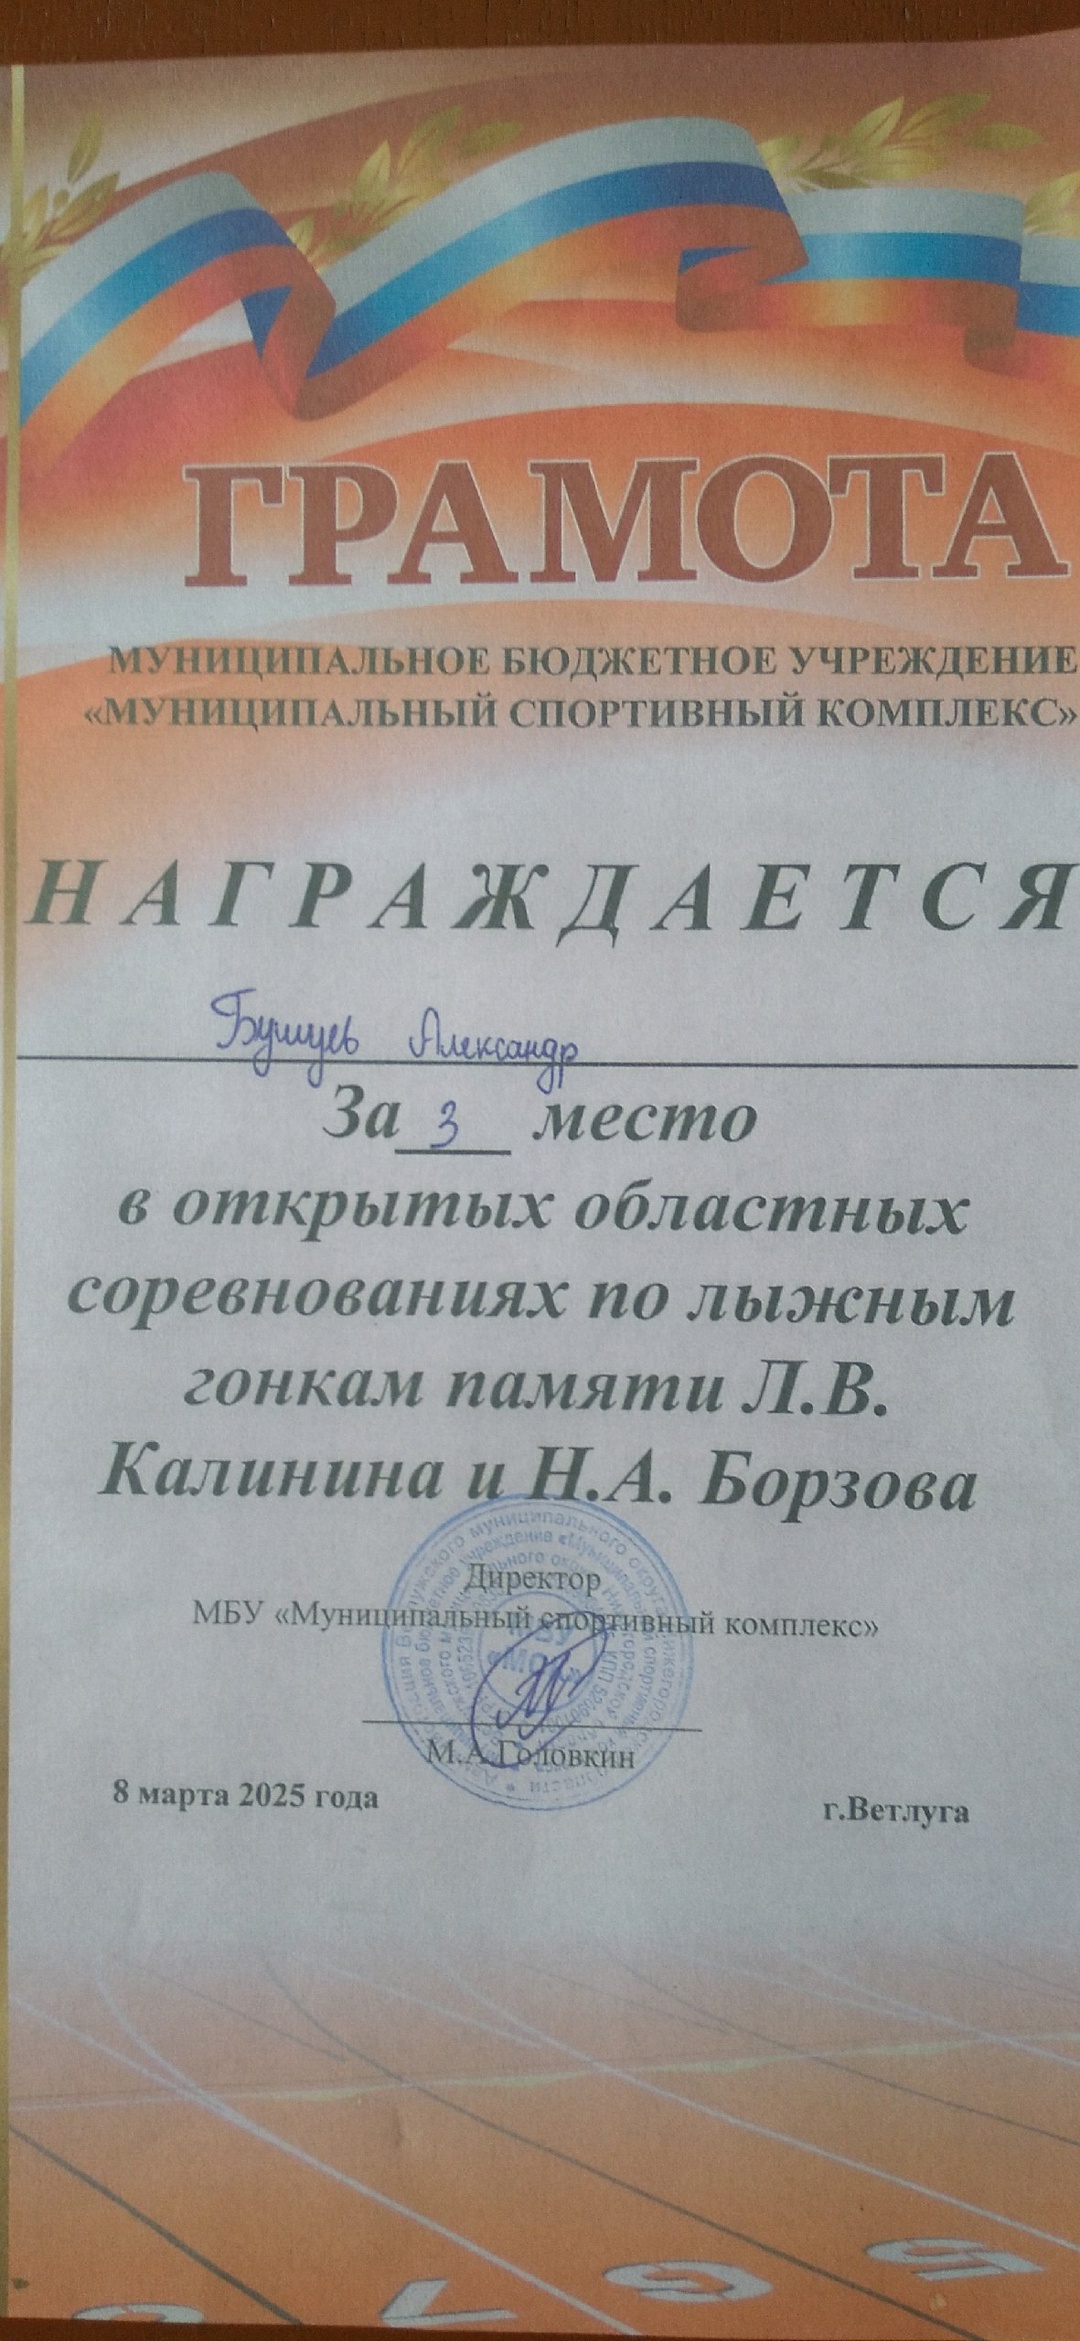 ГРАМОТА
МУНИЦИПАЛЬНОЕ БЮДЖЕТНОЕ УЧРЕЖДЕНИЕ
«МУНИЦИПАЛЬНЫЙ СПОРТИВНЫЙ КОМПЛЕКС»
НАГРАЖДАЕТСЯ
Бушуев Александр
За 3 место
в открытых областных
соревнованиях по лыжным
гонкам памяти Л.В.
Калинина и Н.А. Борзова
Директор
МБУ «Муниципальный спортивный комплекс»
М.А.Головкин
8 марта 2025 года
г.Ветлуга